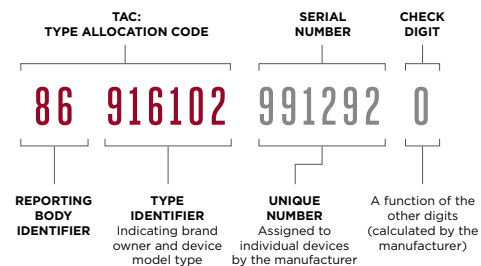 TAC:
TYPE ALLOCATION CODE
SERIAL
NUMBER
CHECK
DIGIT
86 916102 991292 0
REPORTING
BODY
IDENTIFIER
TYPE
IDENTIFIER
Indicating brand
owner and device
model type
UNIQUE
NUMBER
Assigned to
individual devices
by the manufacturer
A function of the
other digits
(calculated by the
manufacturer)